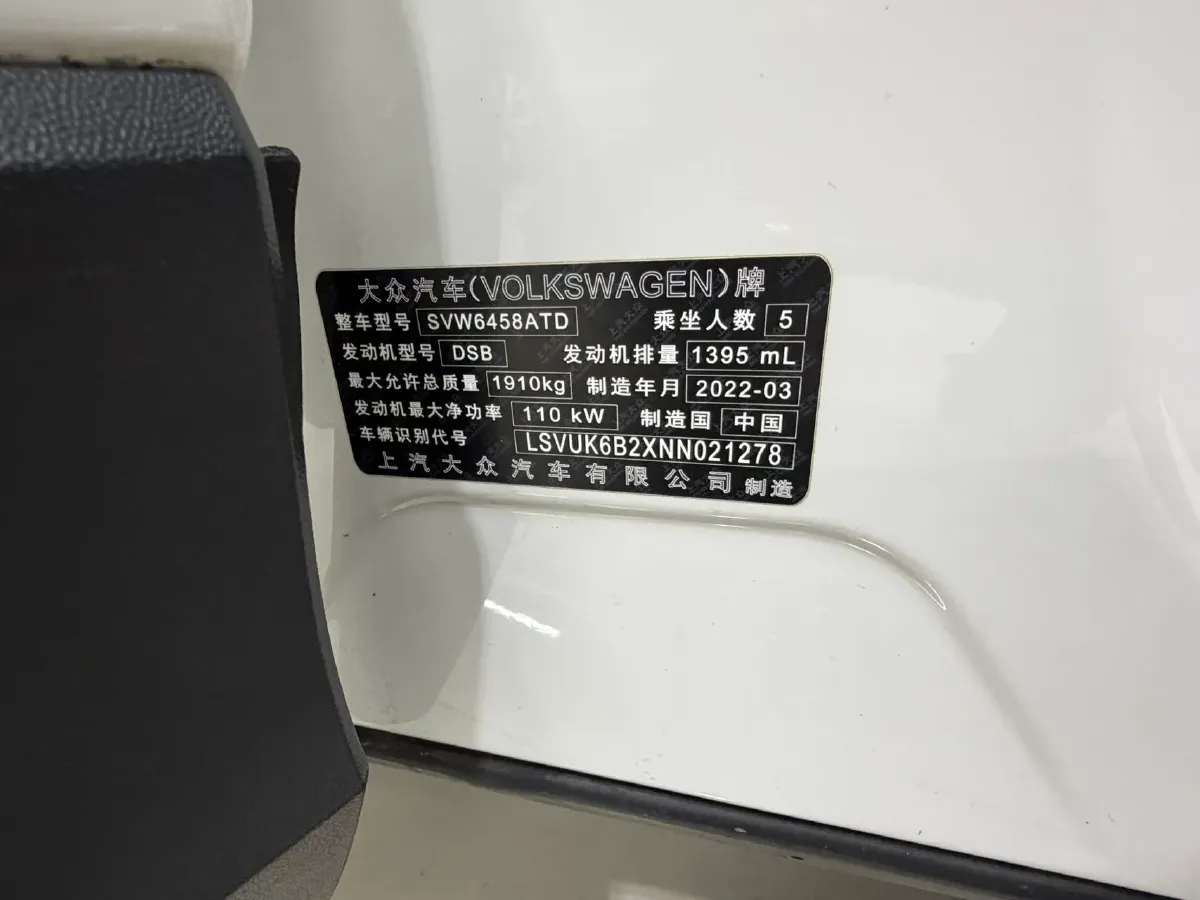 大众汽车(VOLKSWAGEN)牌
整车型号 SVW6458ATD 乘坐人数 5
发动机型号 DSB 发动机排量 1395 mL
最大允许总质量 1910kg 制造年月 2022-03
发动机最大净功率 110 kW 制造国 中国
车辆识别代号 LSVUK6B2XNN021278
上汽大众汽车有限公司 制造